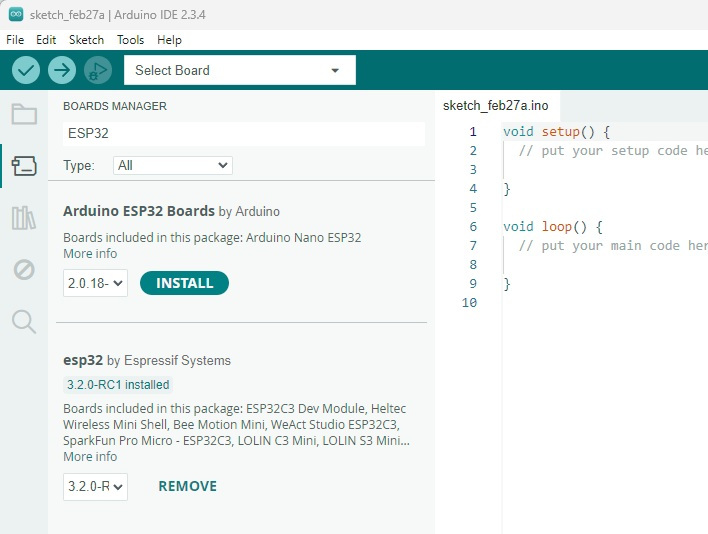 sketch_feb27a | Arduino IDE 2.3.4
File Edit Sketch Tools Help
Select Board
BOARDS MANAGER
ESP32
Type: All
Arduino ESP32 Boards by Arduino
Boards included in this package: Arduino Nano ESP32
More info
2.0.18- INSTALL
esp32 by Espressif Systems
3.2.0-RC1 installed
Boards included in this package: ESP32C3 Dev Module, Heltec
Wireless Mini Shell, Bee Motion Mini, WeAct Studio ESP32C3,
SparkFun Pro Micro - ESP32C3, LOLIN C3 Mini, LOLIN S3 Mini...
More info
3.2.0-R REMOVE
sketch_feb27a.ino
1 void setup() {
2 // put your setup code he
3
4 }
5
6 void loop() {
7 // put your main code her
8
9 }
10